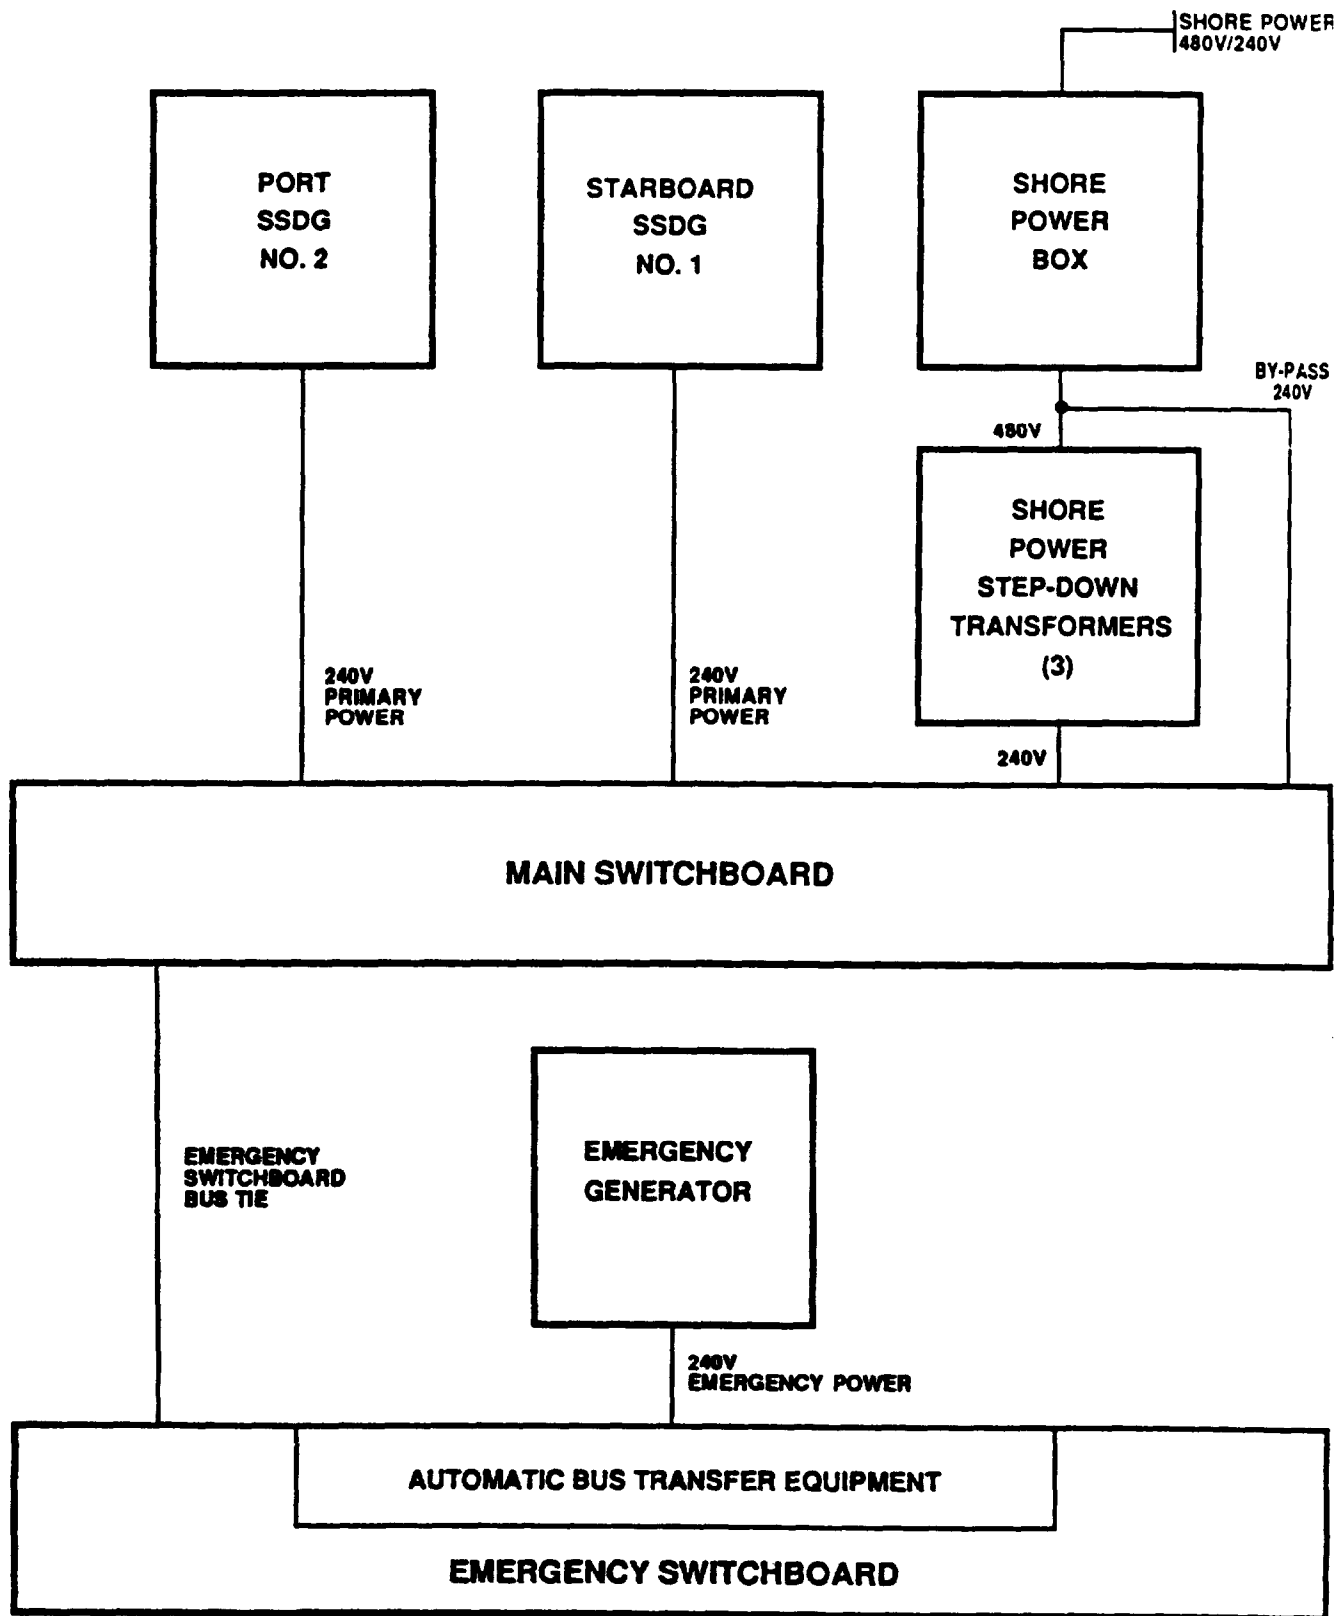 SHORE POWER
480V/240V
PORT
SSDG
NO. 2
STARBOARD
SSDG
NO. 1
SHORE
POWER
BOX
BY-PASS
240V
480V
SHORE
POWER
STEP-DOWN
TRANSFORMERS
(3)
240V
PRIMARY
POWER
240V
PRIMARY
POWER
240V
MAIN SWITCHBOARD
EMERGENCY
SWITCHBOARD
BUS TIE
EMERGENCY
GENERATOR
240V
EMERGENCY POWER
AUTOMATIC BUS TRANSFER EQUIPMENT
EMERGENCY SWITCHBOARD